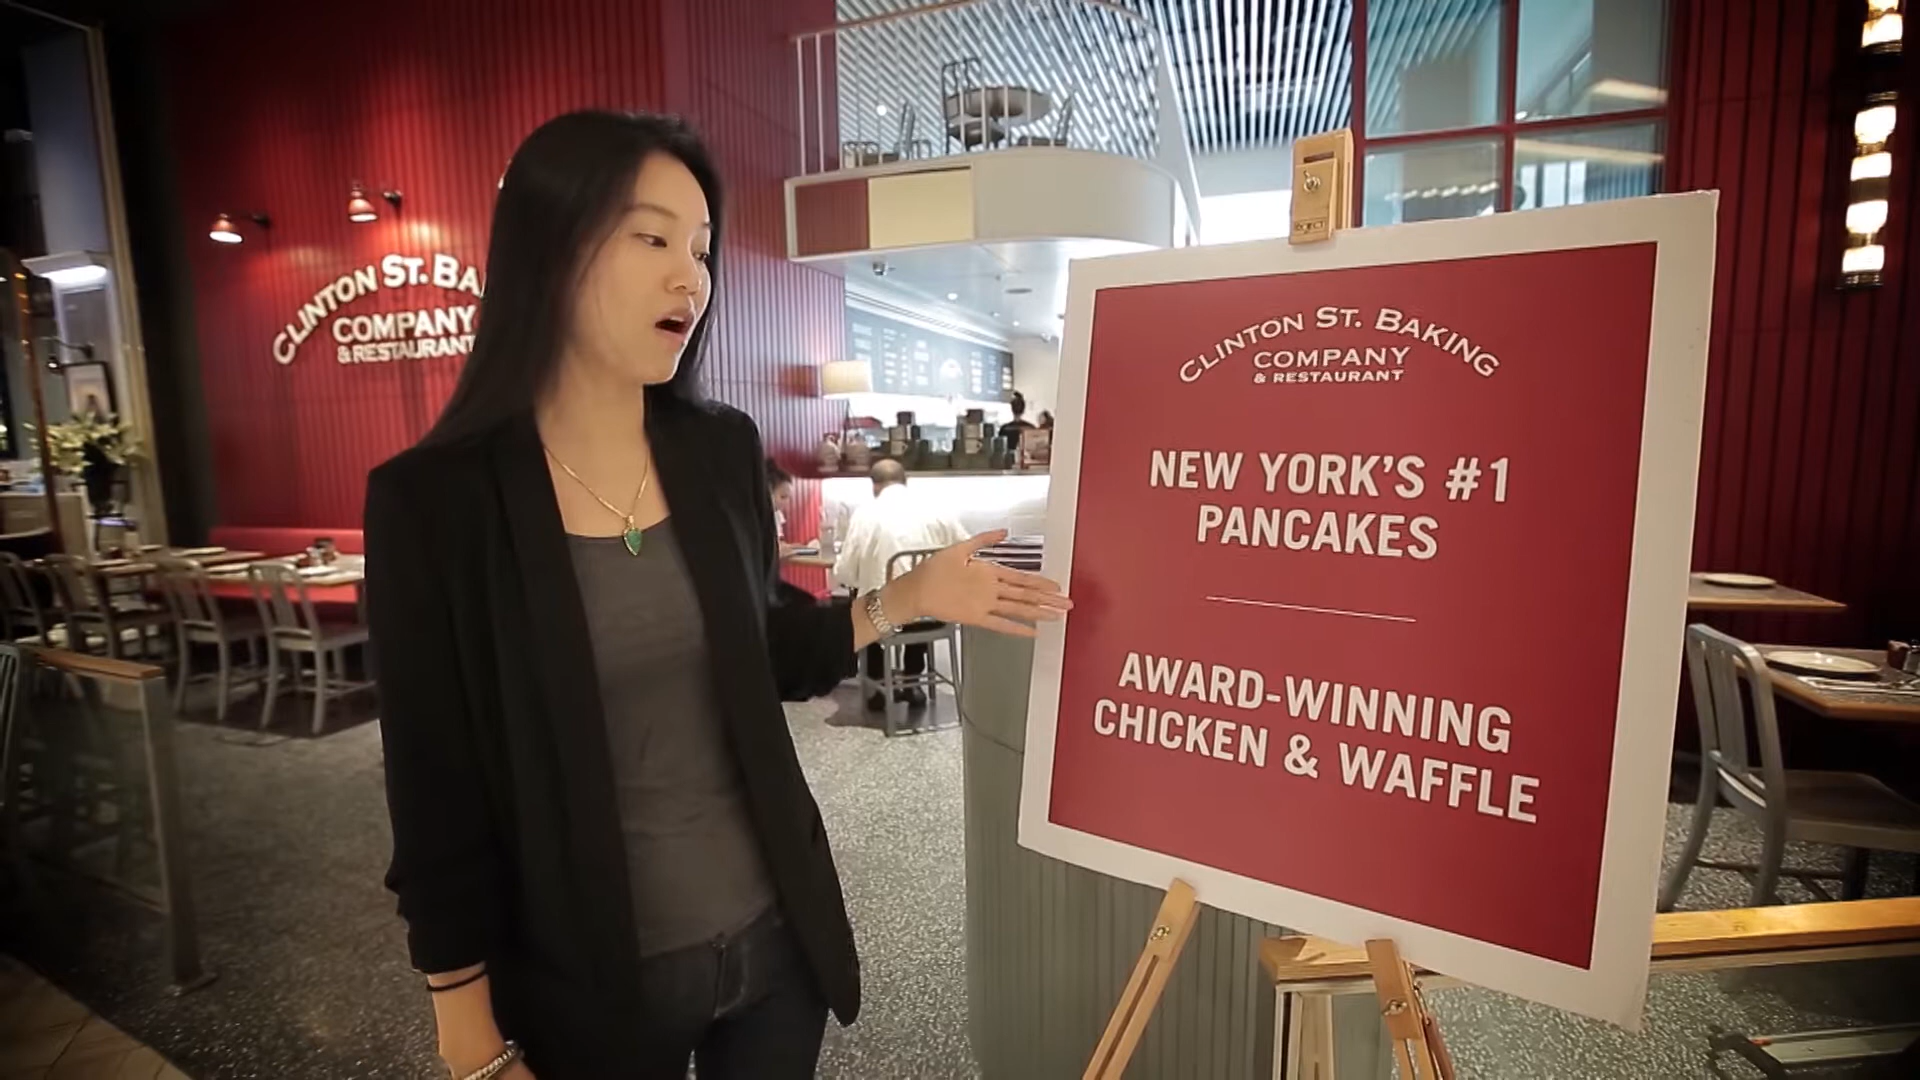 CLINTON ST. BA
COMPANY
& RESTAURANT
CLINTON ST. BAKING
COMPANY
& RESTAURANT
NEW YORK'S #1
PANCAKES
AWARD-WINNING
CHICKEN & WAFFLE